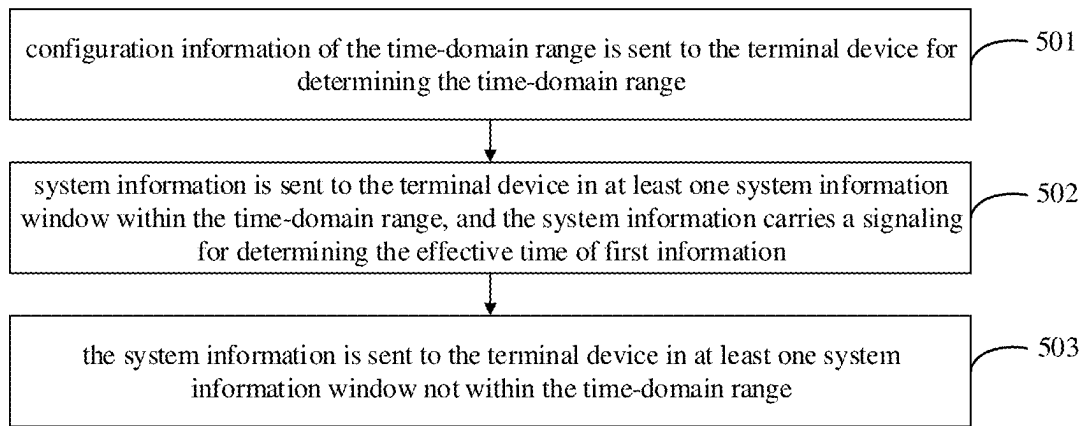 configuration information of the time-domain range is sent to the terminal device for
determining the time-domain range
501
system information is sent to the terminal device in at least one system information
window within the time-domain range, and the system information carries a signaling
for determining the effective time of first information
502
the system information is sent to the terminal device in at least one system
information window not within the time-domain range
503